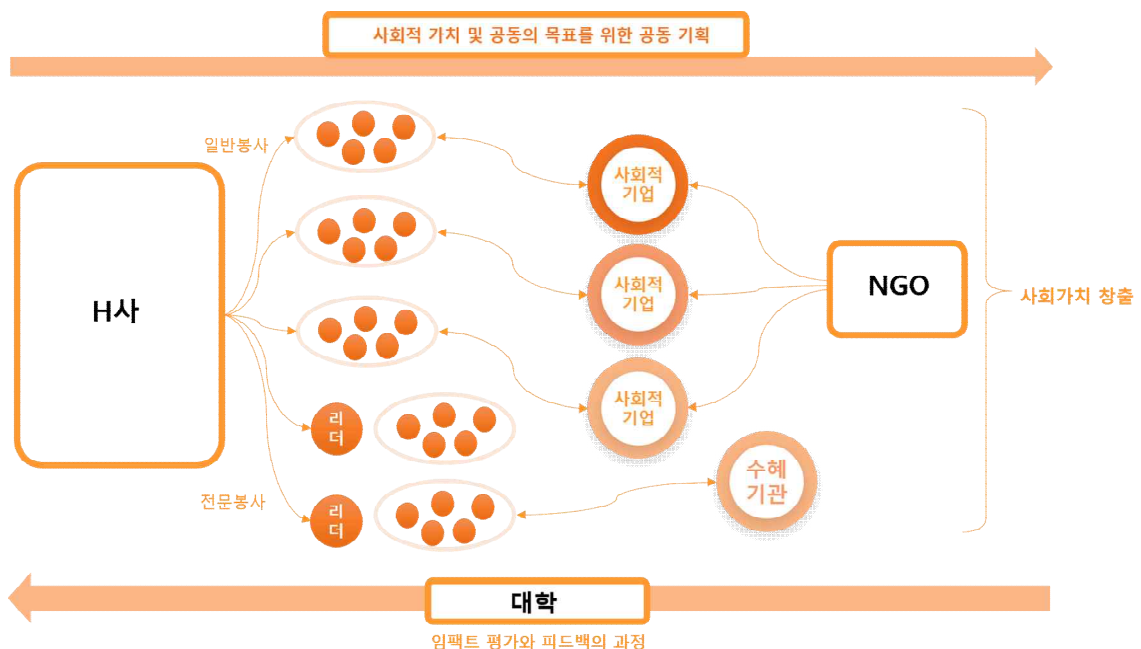 사회적 가치 및 공동의 목표를 위한 공동 기획
일반봉사
사회적
기업
H사
사회적
기업
NGO
사회가치 창출
사회적
기업
리
더
수혜
기관
전문봉사
리
더
대학
임팩트 평가와 피드백의 과정